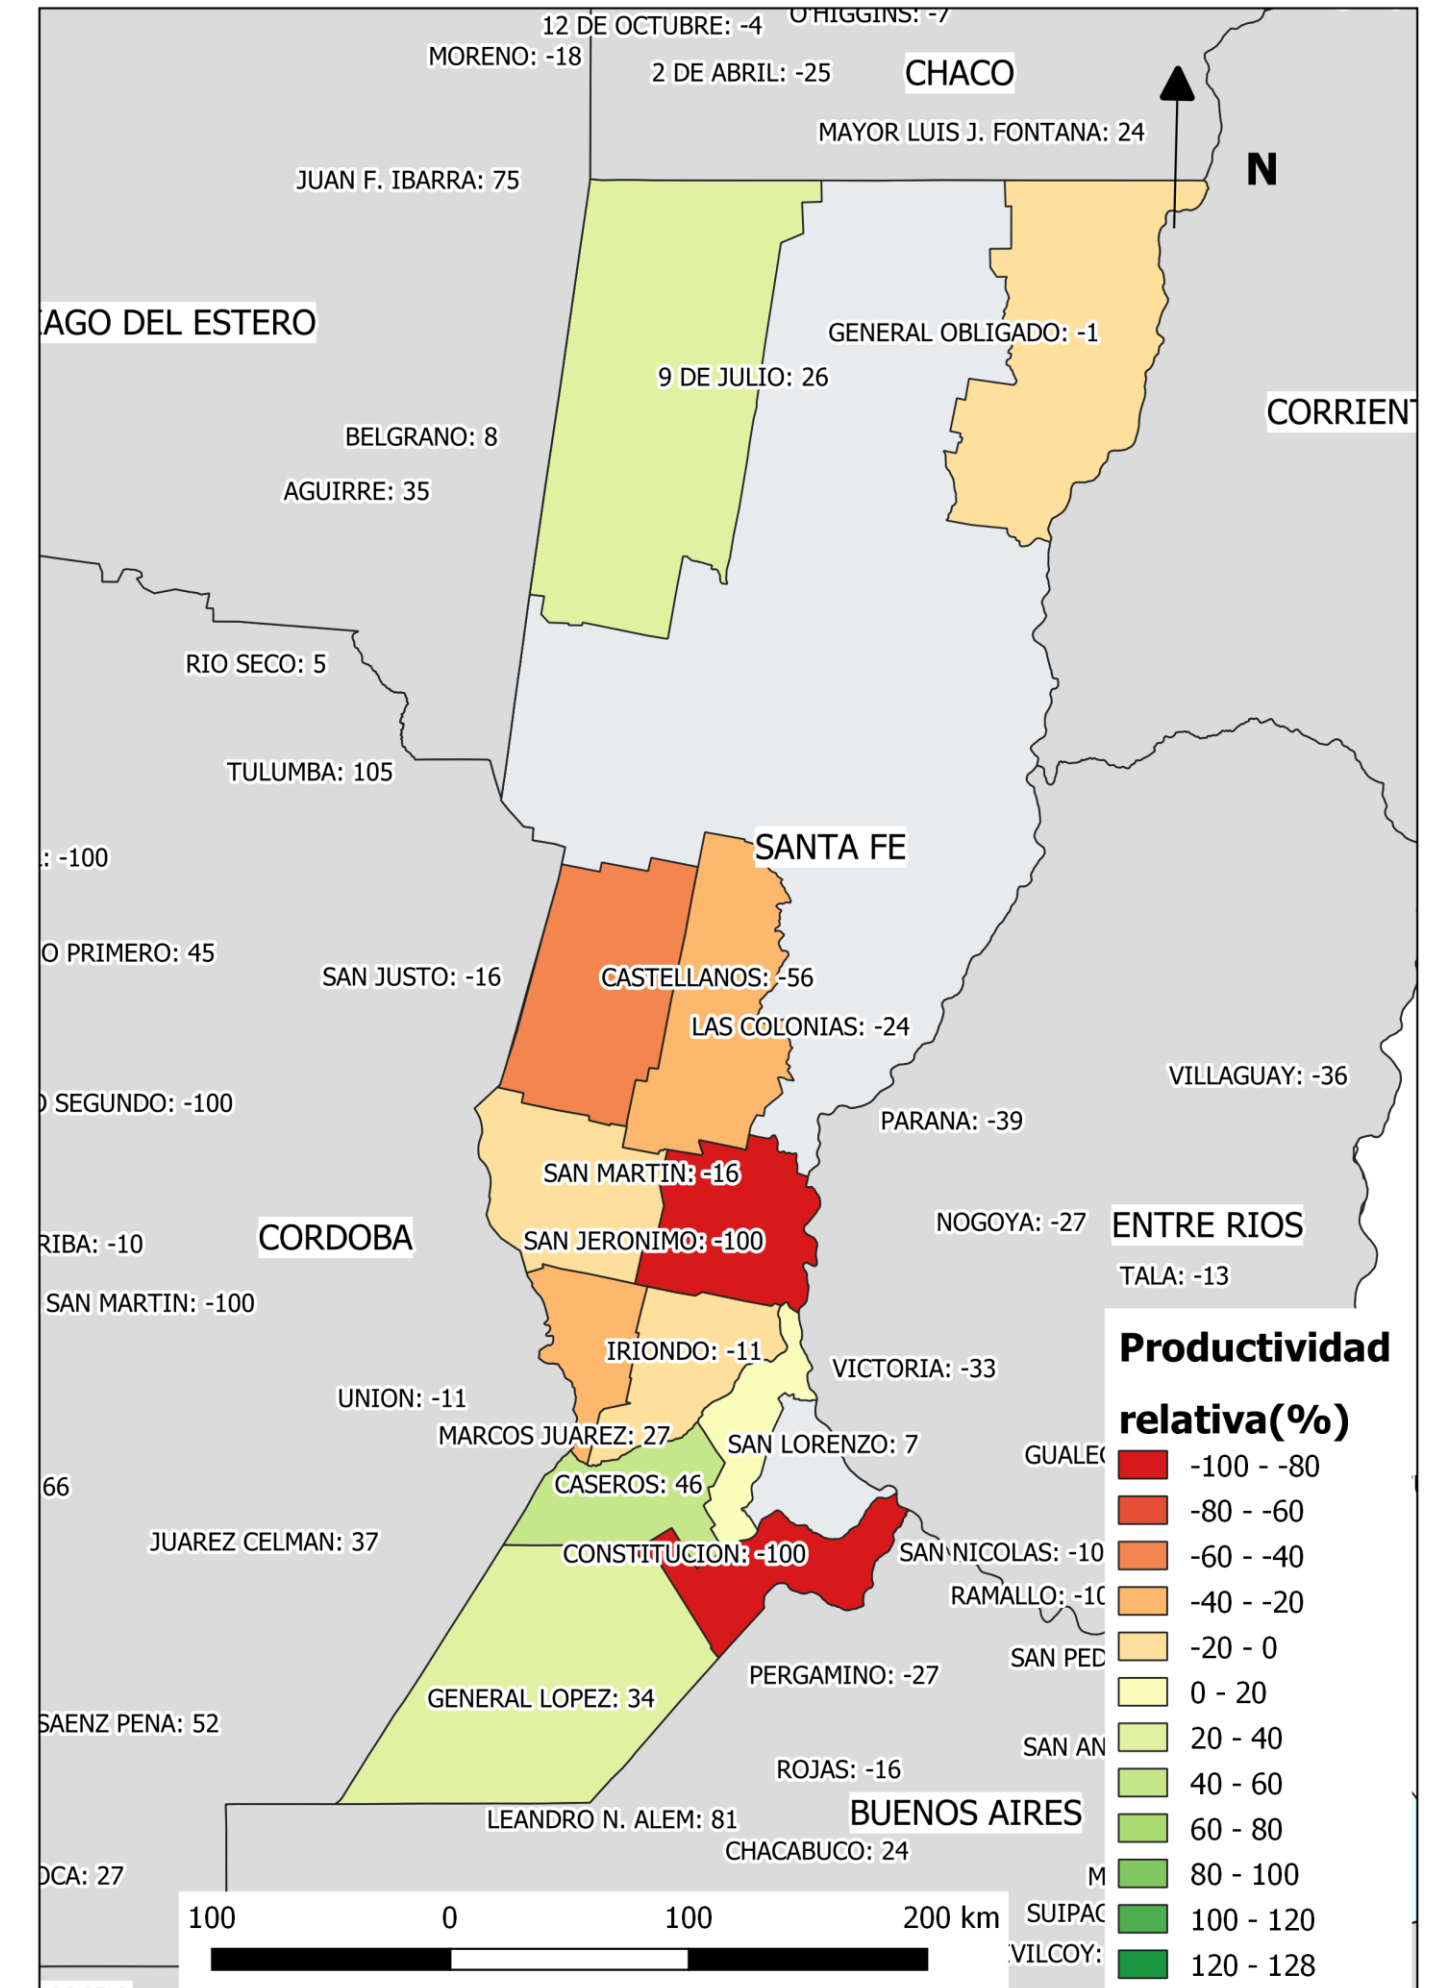 12 DE OCTUBRE: -4
O'HIGGINS: -7
MORENO: -18
2 DE ABRIL: -25
CHACO
MAYOR LUIS J. FONTANA: 24
N
JUAN F. IBARRA: 75
IAGO DEL ESTERO
GENERAL OBLIGADO: -1
9 DE JULIO: 26
CORRIENT
BELGRANO: 8
AGUIRRE: 35
RIO SECO: 5
TULUMBA: 105
SANTA FE
: -100
O PRIMERO: 45
SAN JUSTO: -16
CASTELLANOS: -56
LAS COLONIAS: -24
VILLAGUAY: -36
O SEGUNDO: -100
PARANA: -39
SAN MARTIN: -16
NOGOYA: -27
ENTRE RIOS
CORDOBA
SAN JERONIMO: -100
RIBA: -10
TALA: -13
SAN MARTIN: -100
Productividad
relativa(%)
IRIONDO: -11
VICTORIA: -33
UNION: -11
MARCOS JUAREZ: 27
SAN LORENZO: 7
GUALEG
-100 - -80
CASEROS: 46
66
-80 - -60
JUAREZ CELMAN: 37
CONSTITUCION: -100
SAN NICOLAS: -10
-60 - -40
RAMALLO: -10
-40 - -20
SAN PED
-20 - 0
PERGAMINO: -27
GENERAL LOPEZ: 34
0 - 20
SAENZ PENA: 52
SAN AN
20 - 40
ROJAS: -16
40 - 60
LEANDRO N. ALEM: 81
BUENOS AIRES
CHACABUCO: 24
60 - 80
OCA: 27
M
80 - 100
100 0 100 200 km
SUIPAC
100 - 120
IVILCOY:
120 - 128